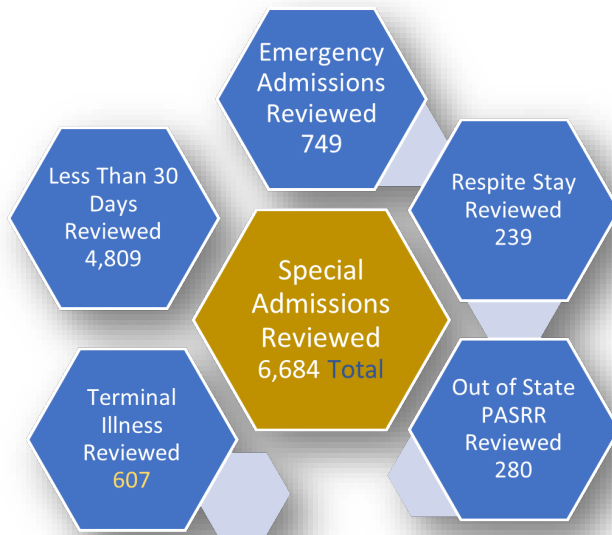 Emergency
Admissions
Reviewed
749
Less Than 30
Days
Reviewed
4,809
Respite Stay
Reviewed
239
Special
Admissions
Reviewed
6,684 Total
Terminal
Illness
Reviewed
607
Out of State
PASRR
Reviewed
280